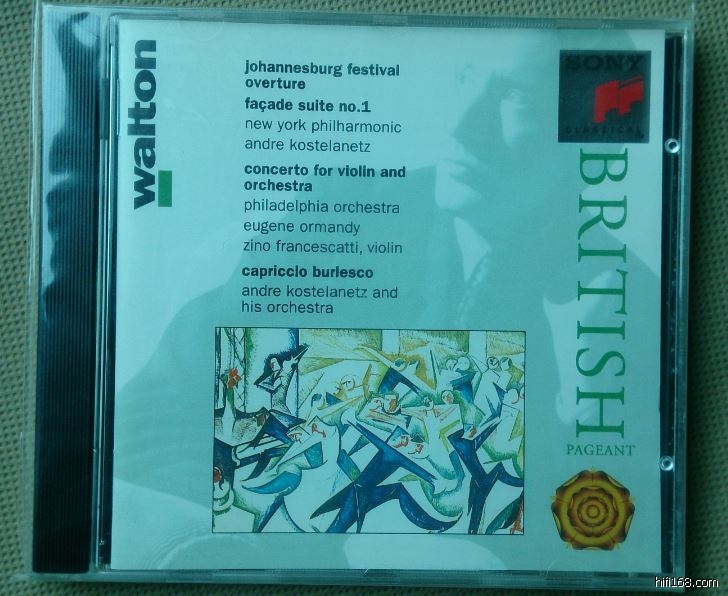 walton
johannesburg festival
overture
façade suite no.1
new york philharmonic
andre kostelanetz
concerto for violin and
orchestra
philadelphia orchestra
eugene ormandy
zino francescatti, violin
capriccio burlesco
andre kostelanetz and
his orchestra
SONY
CLASSICAL
BRITISH
PAGEANT
hifi168.com